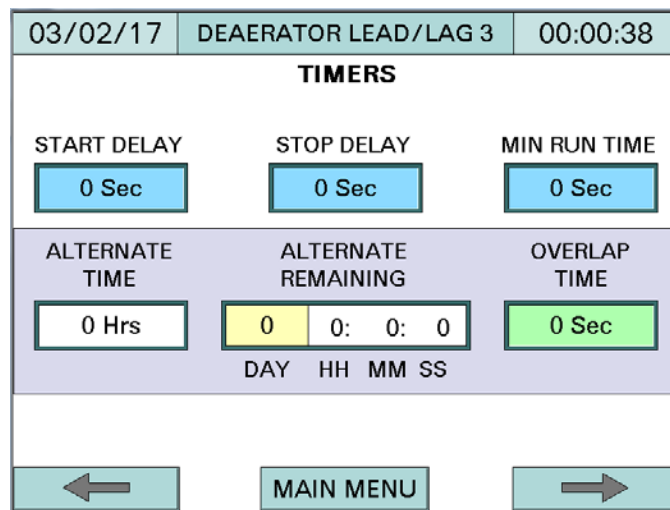 03/02/17 DEAERATOR LEAD/LAG 3 00:00:38
TIMERS
START DELAY STOP DELAY MIN RUN TIME
0 Sec 0 Sec 0 Sec
ALTERNATE TIME ALTERNATE REMAINING OVERLAP TIME
0 Hrs 0 0: 0: 0 0 Sec
DAY HH MM SS
MAIN MENU